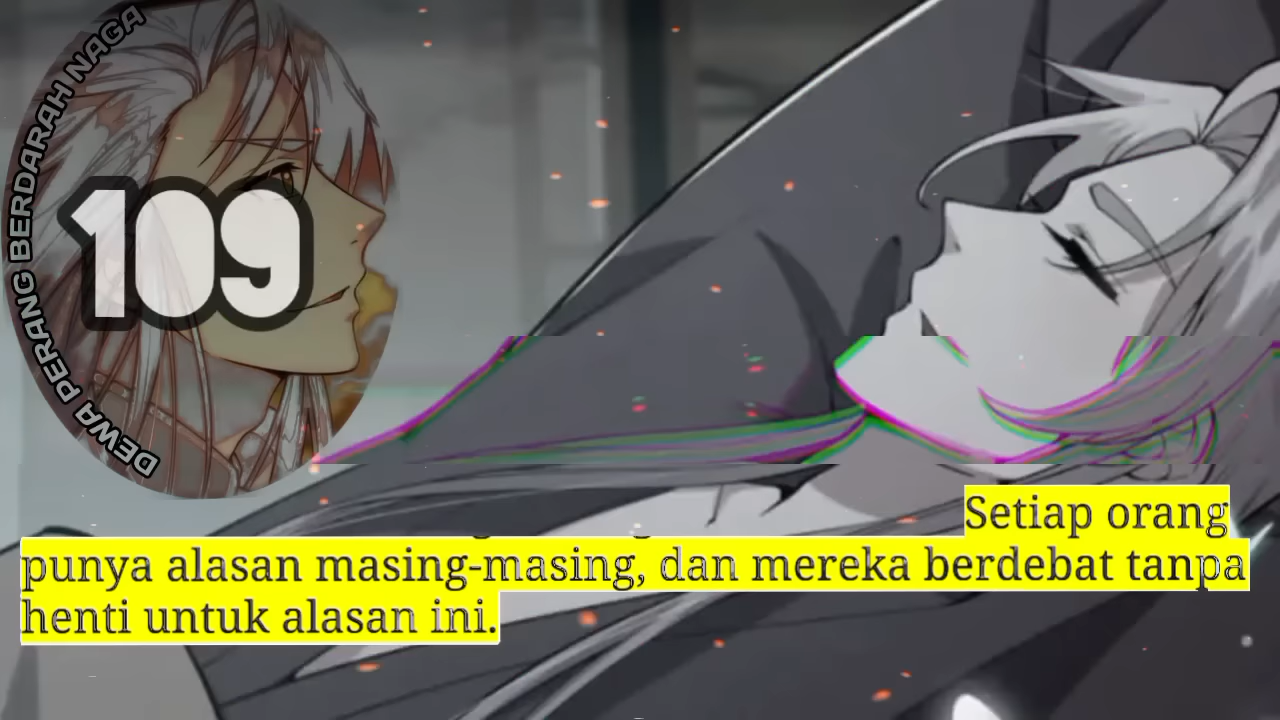 DEWA PERANG BERDARAH NAGA
109
Setiap orang
punya alasan masing-masing, dan mereka berdebat tanpa
henti untuk alasan ini.